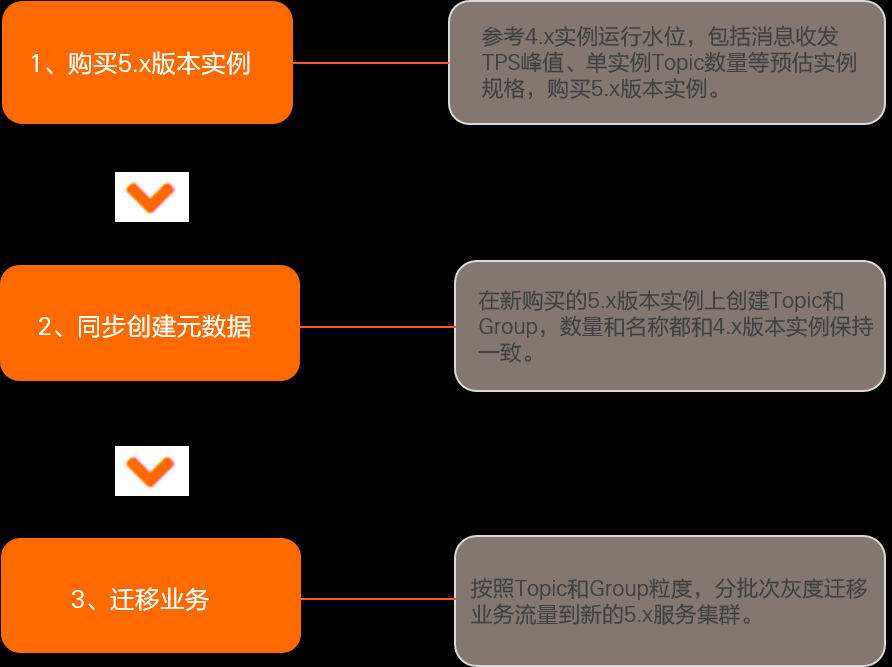 1、购买5.x版本实例
参考4.x实例运行水位，包括消息收发
TPS峰值、单实例Topic数量等预估实例
规格，购买5.x版本实例。
2、同步创建元数据
在新购买的5.x版本实例上创建Topic和
Group，数量和名称都和4.x版本实例保持
一致。
3、迁移业务
按照Topic和Group粒度，分批次灰度迁移
业务流量到新的5.x服务集群。